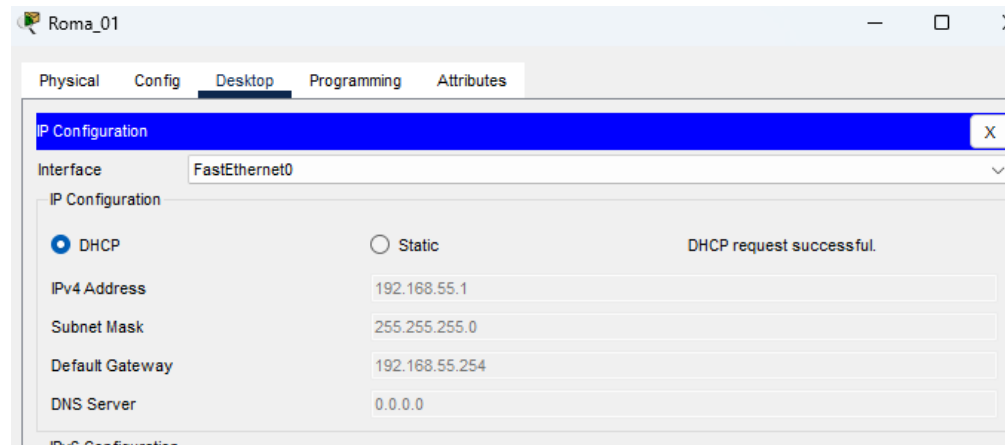 Roma_01
Physical Config Desktop Programming Attributes
IP Configuration X
Interface FastEthernet0
IP Configuration
DHCP Static DHCP request successful.
IPv4 Address 192.168.55.1
Subnet Mask 255.255.255.0
Default Gateway 192.168.55.254
DNS Server 0.0.0.0
IPv6 Configuration